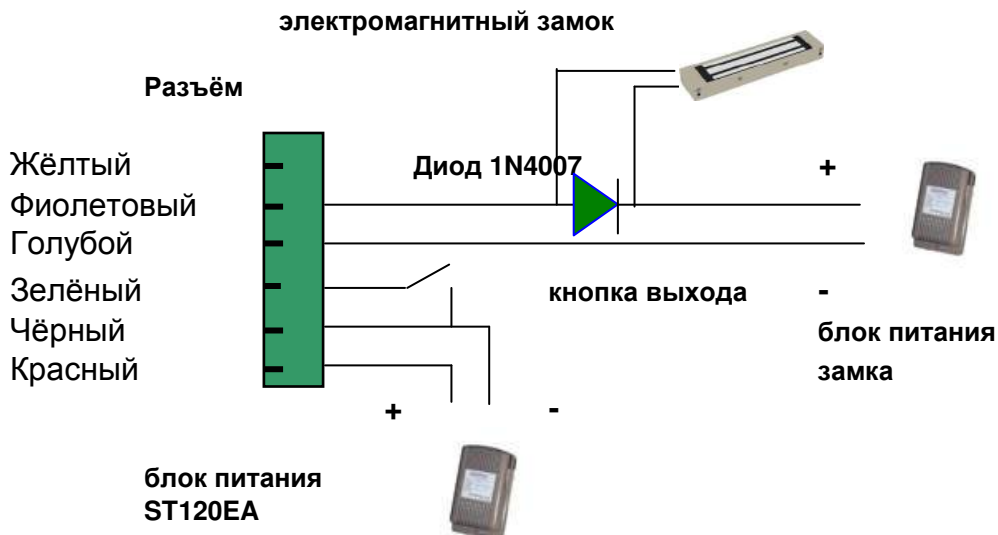 электромагнитный замок
Разъём
Жёлтый
Диод 1N4007
+
Фиолетовый
Голубой
Зелёный
кнопка выхода
-
Чёрный
блок питания
Красный
замка
+
-
блок питания
ST120EA